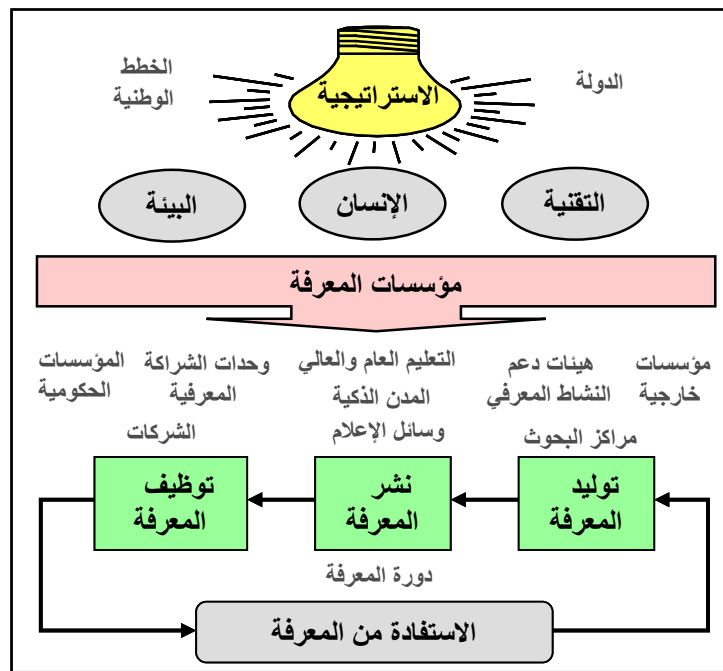 الدولة
الاستراتيجية
الخطط
الوطنية
التقنية
الإنسان
البيئة
مؤسسات المعرفة
مؤسسات
خارجية
هيئات دعم
النشاط المعرفي
مراكز البحوث
التعليم العام والعالي
المدن الذكية
وسائل الإعلام
وحدات الشراكة
المعرفية
الشركات
المؤسسات
الحكومية
توليد
المعرفة
نشر
المعرفة
توظيف
المعرفة
دورة المعرفة
الاستفادة من المعرفة